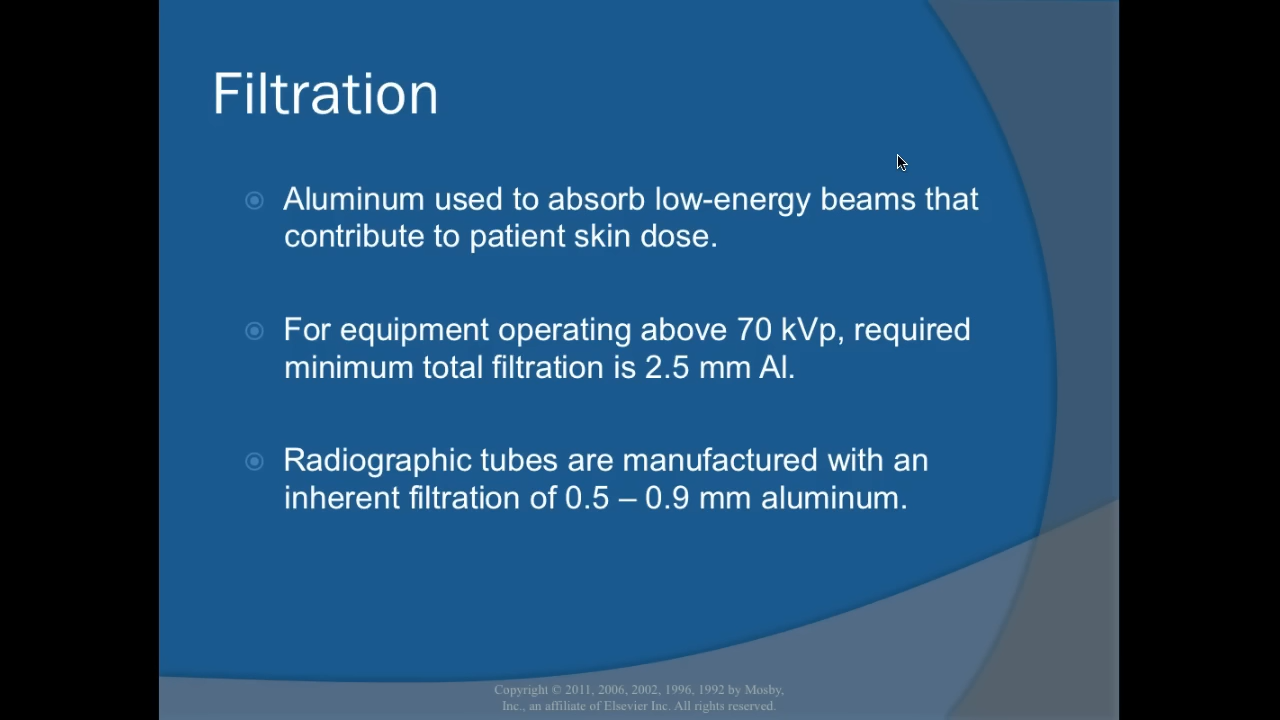 Filtration
Aluminum used to absorb low-energy beams that
contribute to patient skin dose.
For equipment operating above 70 kVp, required
minimum total filtration is 2.5 mm Al.
Radiographic tubes are manufactured with an
inherent filtration of 0.5 – 0.9 mm aluminum.
Copyright © 2011, 2006, 2002, 1996, 1992 by Mosby,
Inc., an affiliate of Elsevier Inc. All rights reserved.